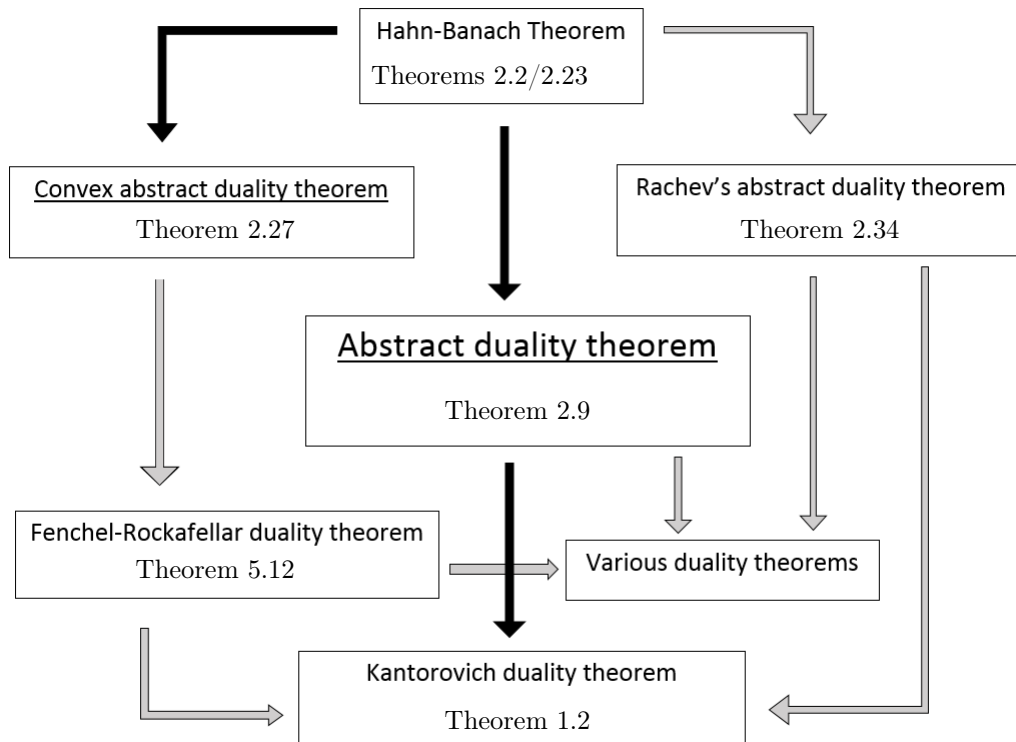 Hahn-Banach Theorem
Theorems 2.2/2.23
Convex abstract duality theorem
Theorem 2.27
Rachev's abstract duality theorem
Theorem 2.34
Abstract duality theorem
Theorem 2.9
Fenchel-Rockafellar duality theorem
Theorem 5.12
Various duality theorems
Kantorovich duality theorem
Theorem 1.2